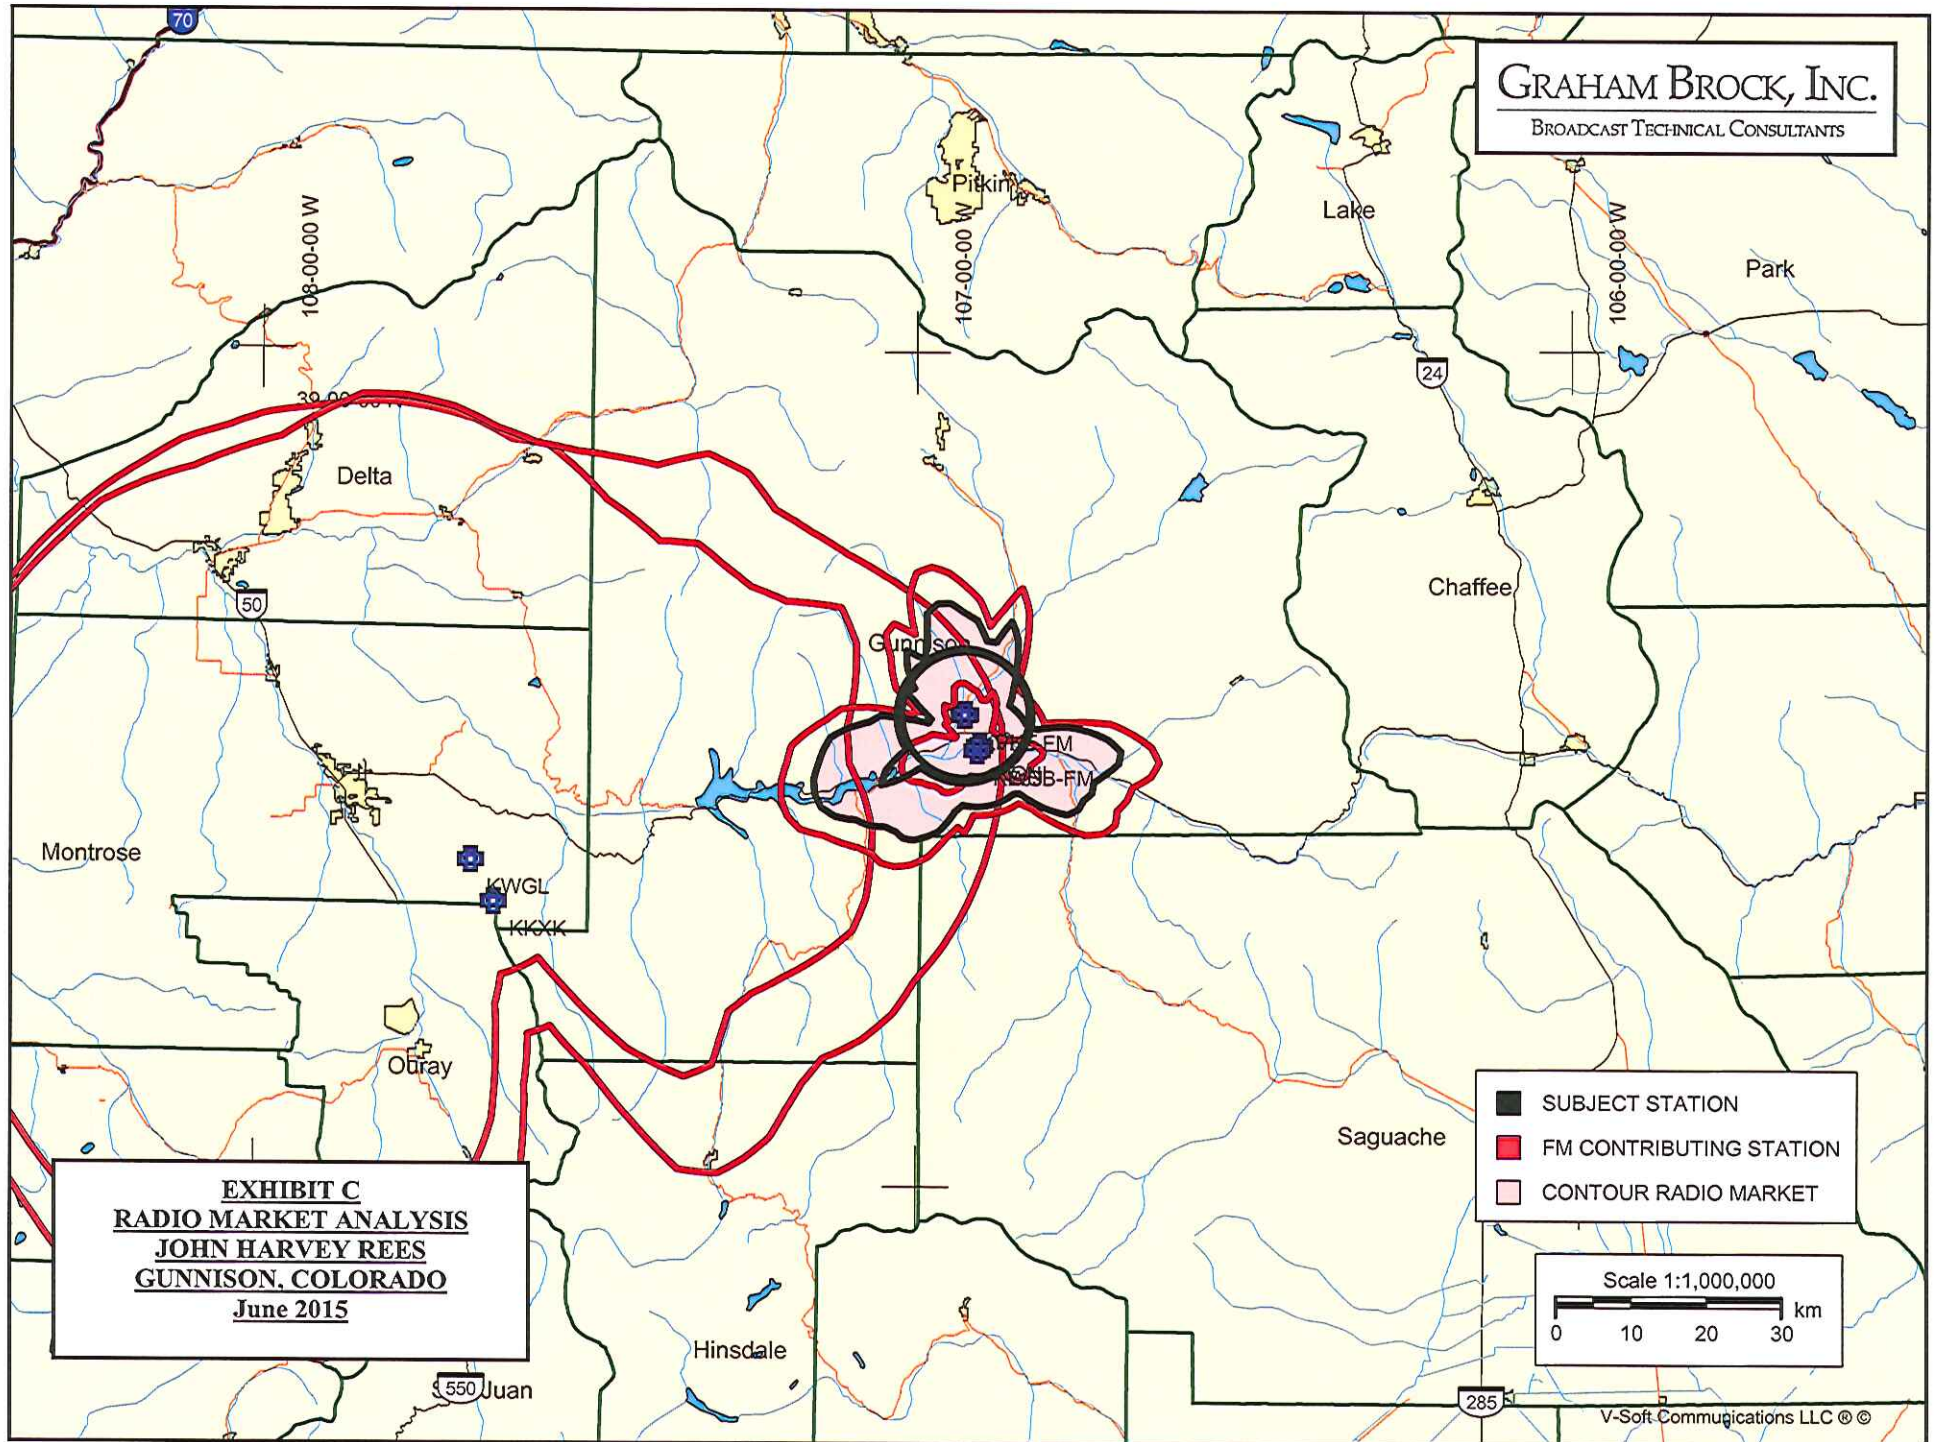 70
GRAHAM BROCK, INC.
BROADCAST TECHNICAL CONSULTANTS
Pitkin
Lake
Park
108-00-00 W
107-00-00 W
106-00-00 W
24
Delta
Chaffee
50
Gunnison
Montrose
KWGL
KKXK
Ouray
Saguache
SUBJECT STATION
FM CONTRIBUTING STATION
CONTOUR RADIO MARKET
EXHIBIT C
RADIO MARKET ANALYSIS
JOHN HARVEY REES
GUNNISON, COLORADO
June 2015
Scale 1:1,000,000
km
0 10 20 30
Hinsdale
550
Juan
285
V-Soft Communications LLC ® ©